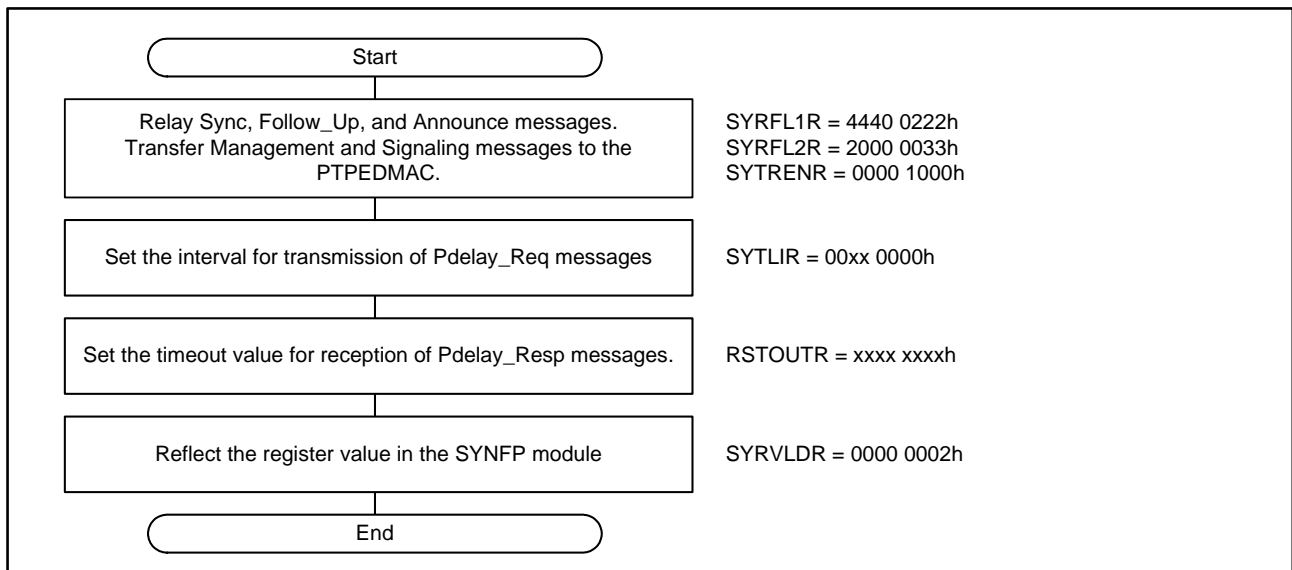 Start
Relay Sync, Follow_Up, and Announce messages.
Transfer Management and Signaling messages to the
PTPEDMAC.
SYRFL1R = 4440 0222h
SYRFL2R = 2000 0033h
SYTRENR = 0000 1000h
Set the interval for transmission of Pdelay_Req messages
SYTLIR = 00xx 0000h
Set the timeout value for reception of Pdelay_Resp messages.
RSTOUTR = xxxx xxxxh
Reflect the register value in the SYNFP module
SYRVLDR = 0000 0002h
End